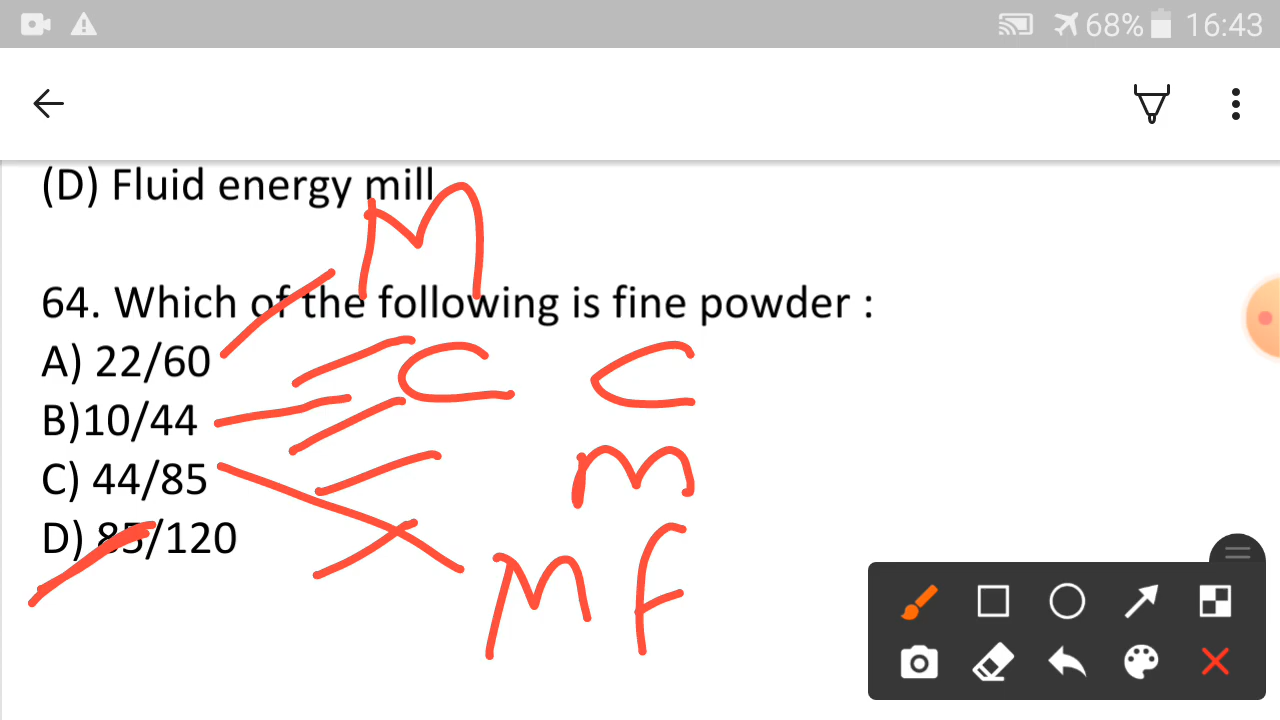 68% 16:43
(D) Fluid energy mill
M
64. Which of the following is fine powder :
A) 22/60
C C
B)10/44
C) 44/85
M
D) 85/120
M F